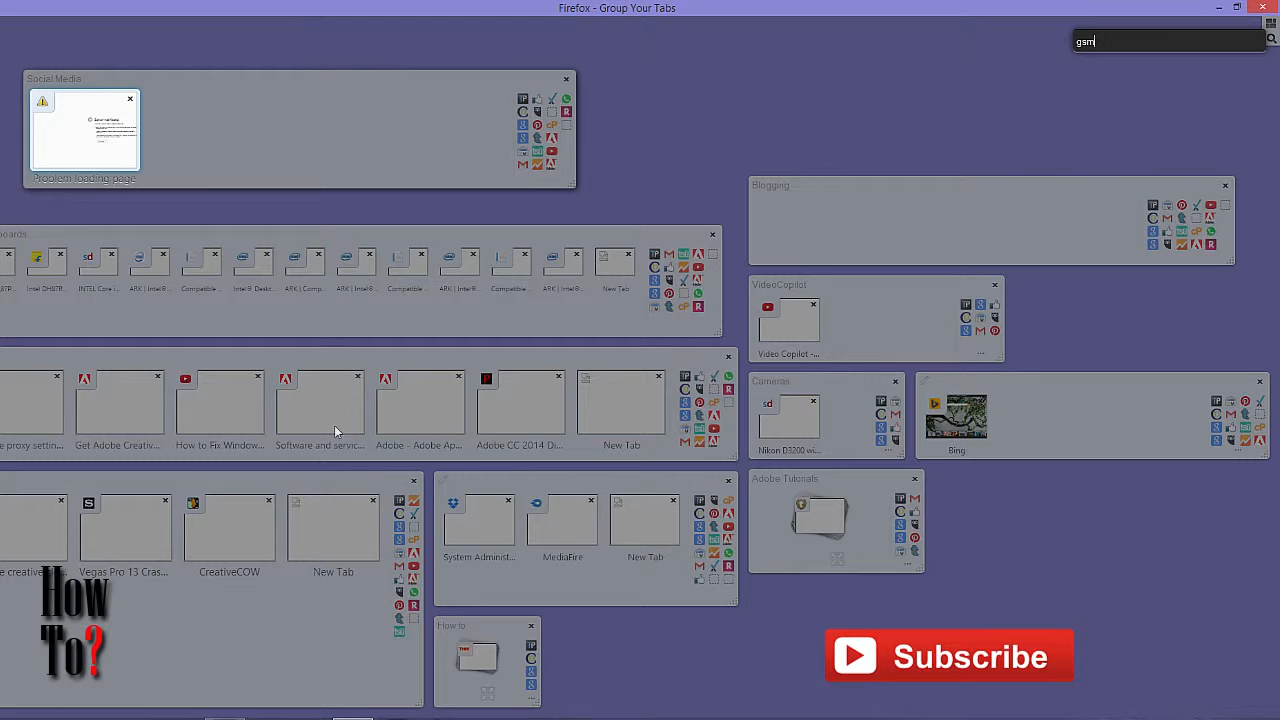 Firefox - Group Your Tabs
gsm
Social Media
Problem loading page
Blogging
Intel DH87R...
INTEL Core i...
ARK | Intel®...
Compatible ...
Intel® Deskt...
ARK | Comp...
ARK | Intel®...
Compatible ...
ARK | Intel®...
Compatible ...
ARK | Intel®...
New Tab
VideoCopilot
Video Copilot -...
Get Adobe Creativ...
How to Fix Window...
Software and servic...
Adobe - Adobe Ap...
Adobe CC 2014 Di...
New Tab
Cameras
Nikon D3200 wi...
Bing
Vegas Pro 13 Cras...
CreativeCOW
New Tab
System Administ...
MediaFire
New Tab
Adobe Tutorials
How to
How
To?
Subscribe